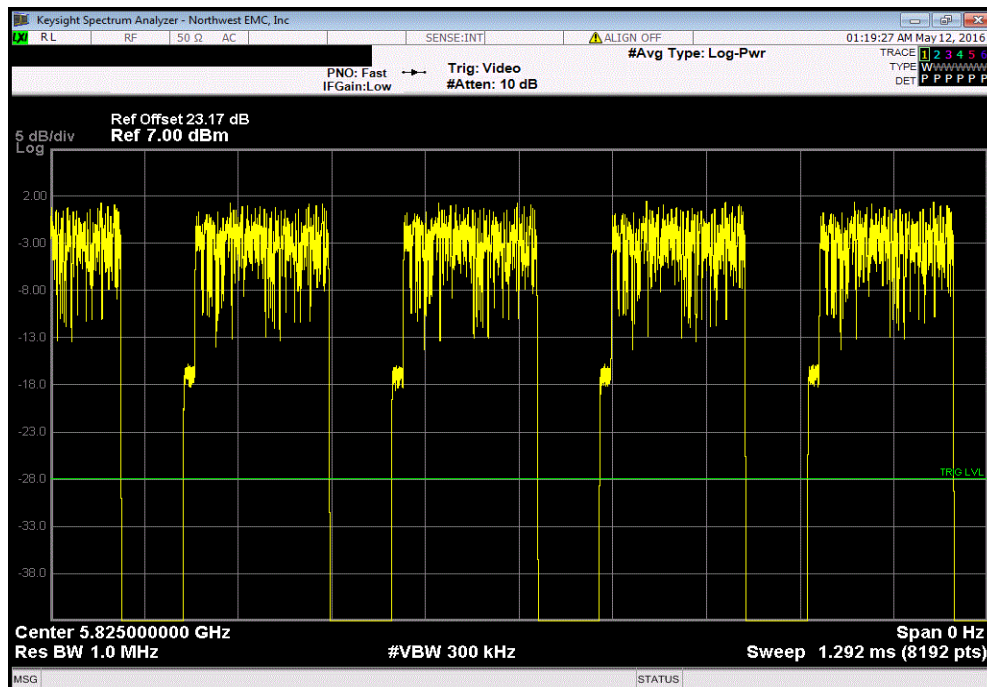 Keysight Spectrum Analyzer - Northwest EMC, Inc
LXI RL RF 50 Ω AC SENSE:INT ALIGN OFF 01:19:27 AM May 12, 2016
#Avg Type: Log-Pwr TRACE 1 2 3 4 5 6
PNO: Fast Trig: Video TYPE WWWWWW
IFGain:Low #Atten: 10 dB DET P P P P P P
Ref Offset 23.17 dB
5 dB/div Ref 7.00 dBm
Log
2.00
-3.00
-8.00
-13.0
-18.0
-23.0
-28.0 TRIG LVL
-33.0
-38.0
Center 5.825000000 GHz Span 0 Hz
Res BW 1.0 MHz #VBW 300 kHz Sweep 1.292 ms (8192 pts)
MSG STATUS